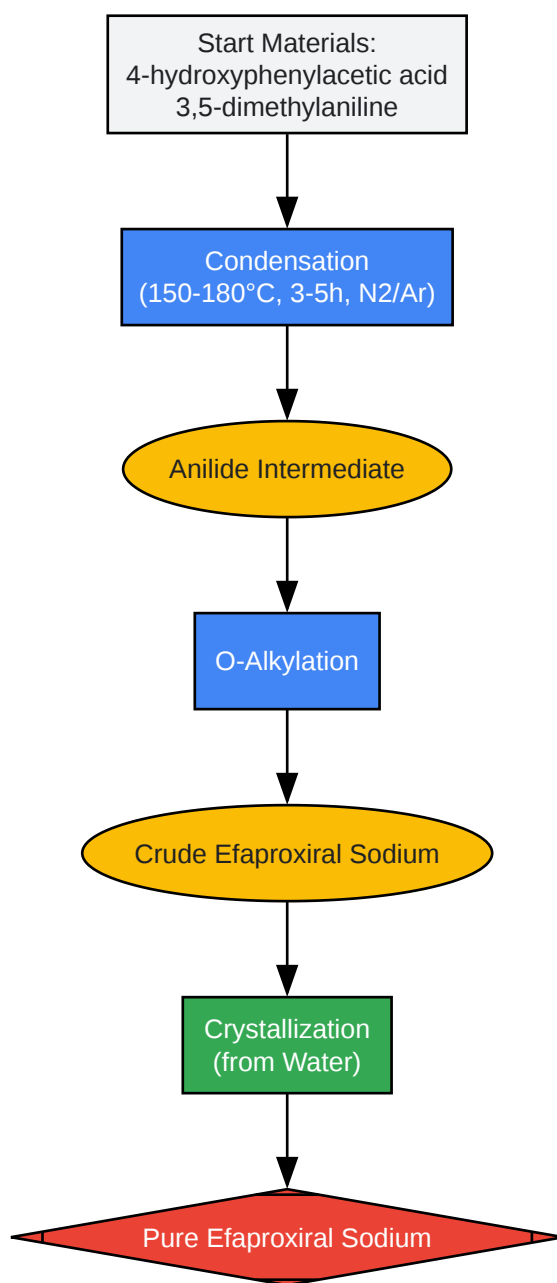 Start Materials:
4-hydroxyphenylacetic acid
3,5-dimethylaniline
Condensation
(150-180°C, 3-5h, N2/Ar)
Anilide Intermediate
O-Alkylation
Crude Efaproxiral Sodium
Crystallization
(from Water)
Pure Efaproxiral Sodium